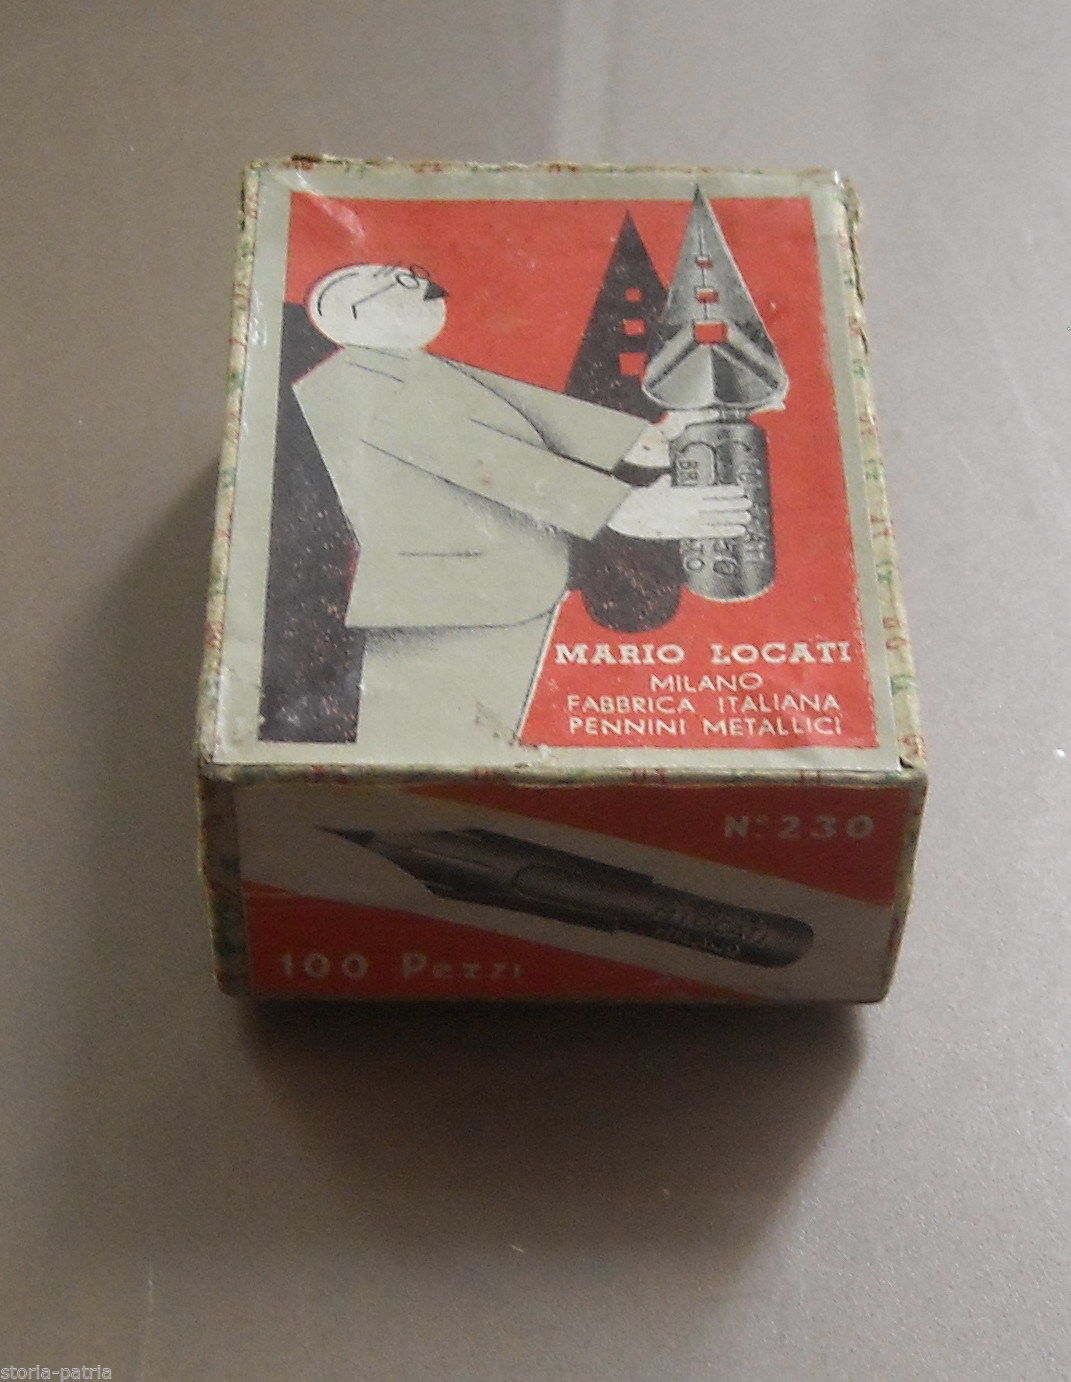 MARIO LOCATI
MILANO
FABBRICA ITALIANA
PENNINI METALLICI
N° 230
100 Pezzi
storia-patria